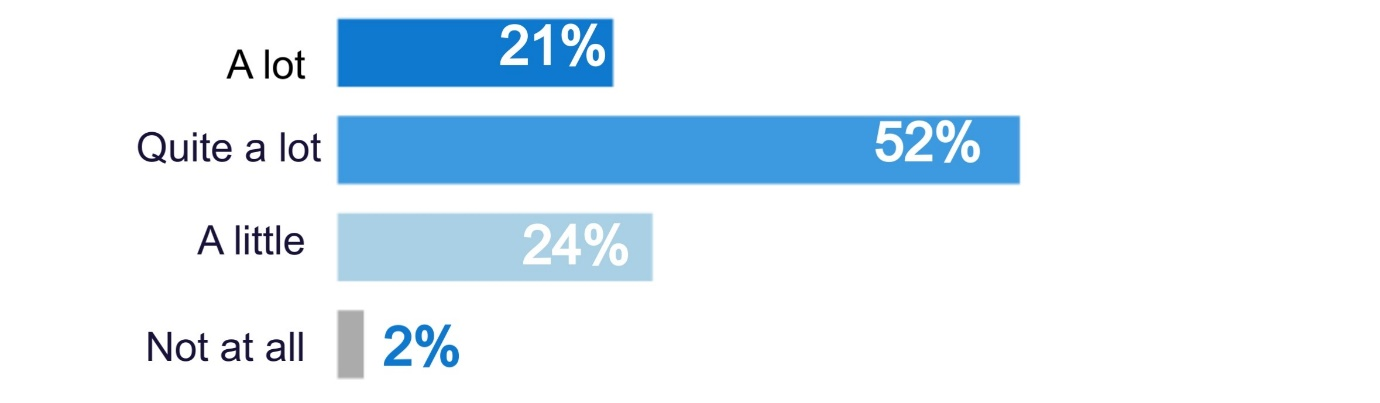 A lot 21%
Quite a lot 52%
A little 24%
Not at all 2%